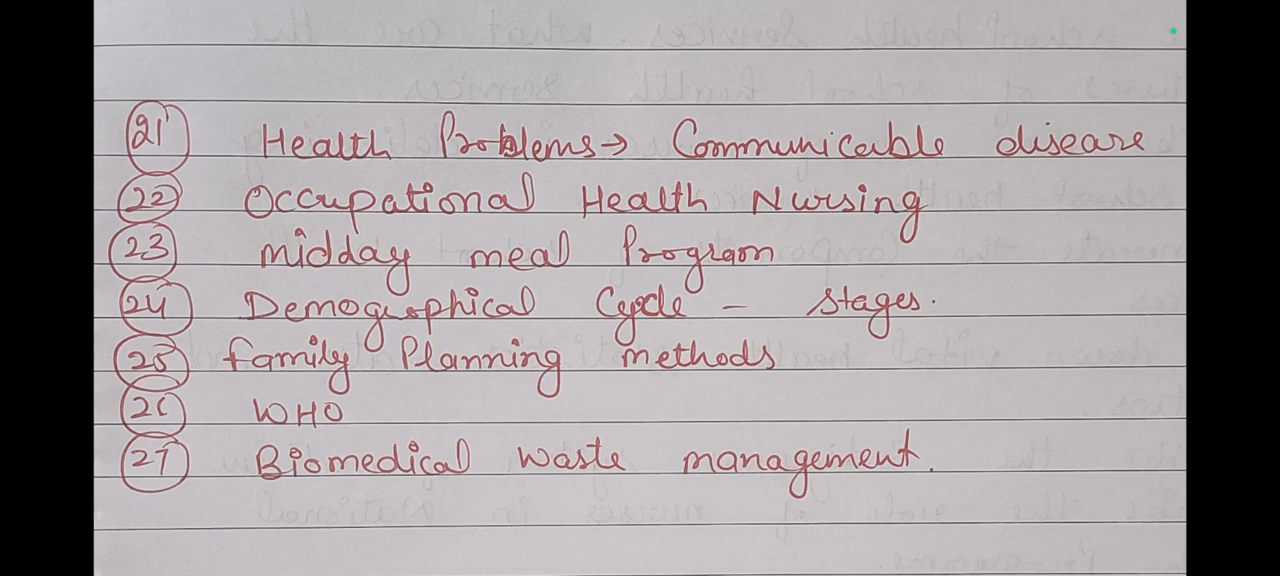 21 Health Problems → Communicable disease
22 Occupational Health Nursing
23 midday meal Program
24 Demographical Cycle - stages.
25 family Planning methods
26 WHO
27 Biomedical waste management.